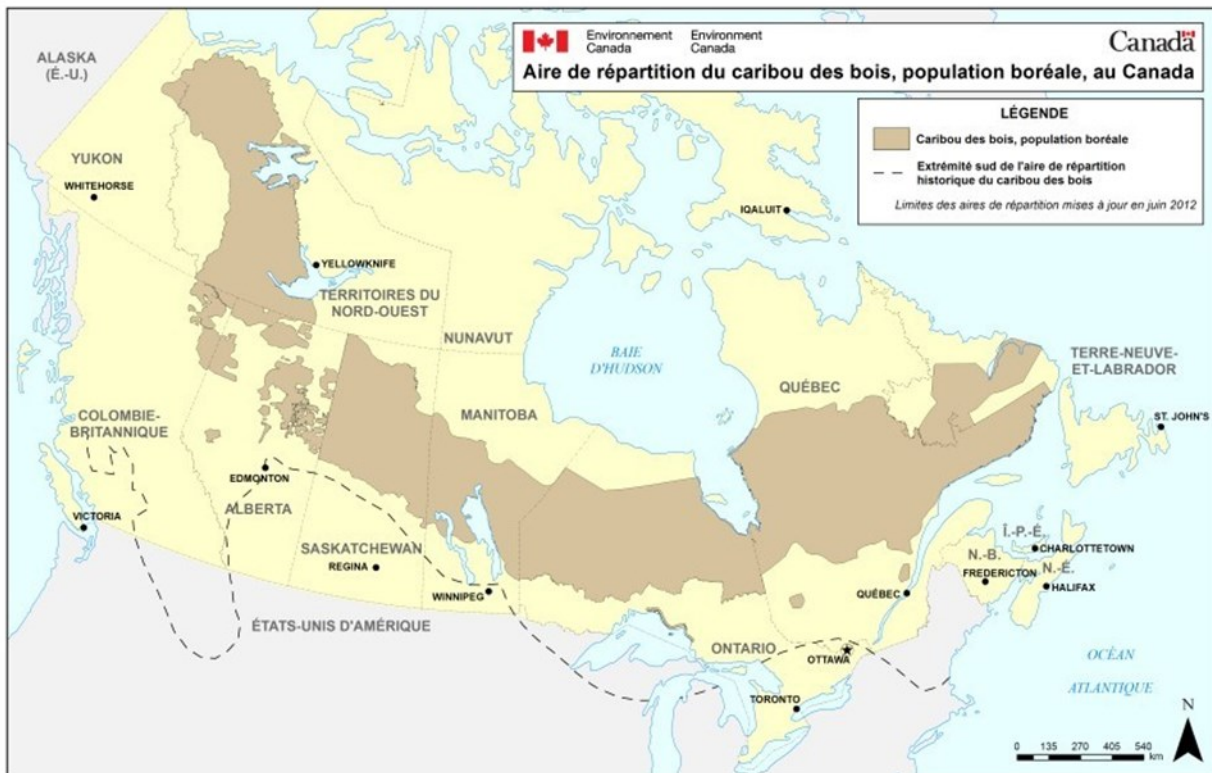 Environnement Canada
Environment Canada
Canada
Aire de répartition du caribou des bois, population boréale, au Canada
LÉGENDE
Caribou des bois, population boréale
Extrémité sud de l'aire de répartition
historique du caribou des bois
Limites des aires de répartition mises à jour en juin 2012
ALASKA
(É.-U.)
YUKON
WHITEHORSE
IQALUIT
YELLOWKNIFE
TERRITOIRES DU
NORD-OUEST
NUNAVUT
BAIE
D'HUDSON
QUÉBEC
TERRE-NEUVE-
ET-LABRADOR
ST. JOHN'S
COLOMBIE-
BRITANNIQUE
MANITOBA
EDMONTON
ALBERTA
VICTORIA
SASKATCHEWAN
REGINA
WINNIPEG
Î.-P.-É.
CHARLOTTETOWN
N.-B.
N.-É.
FREDERICTON
HALIFAX
QUÉBEC
ÉTATS-UNIS D'AMÉRIQUE
ONTARIO
OTTAWA
TORONTO
OCÉAN
ATLANTIQUE
N
0 135 270 405 540
km